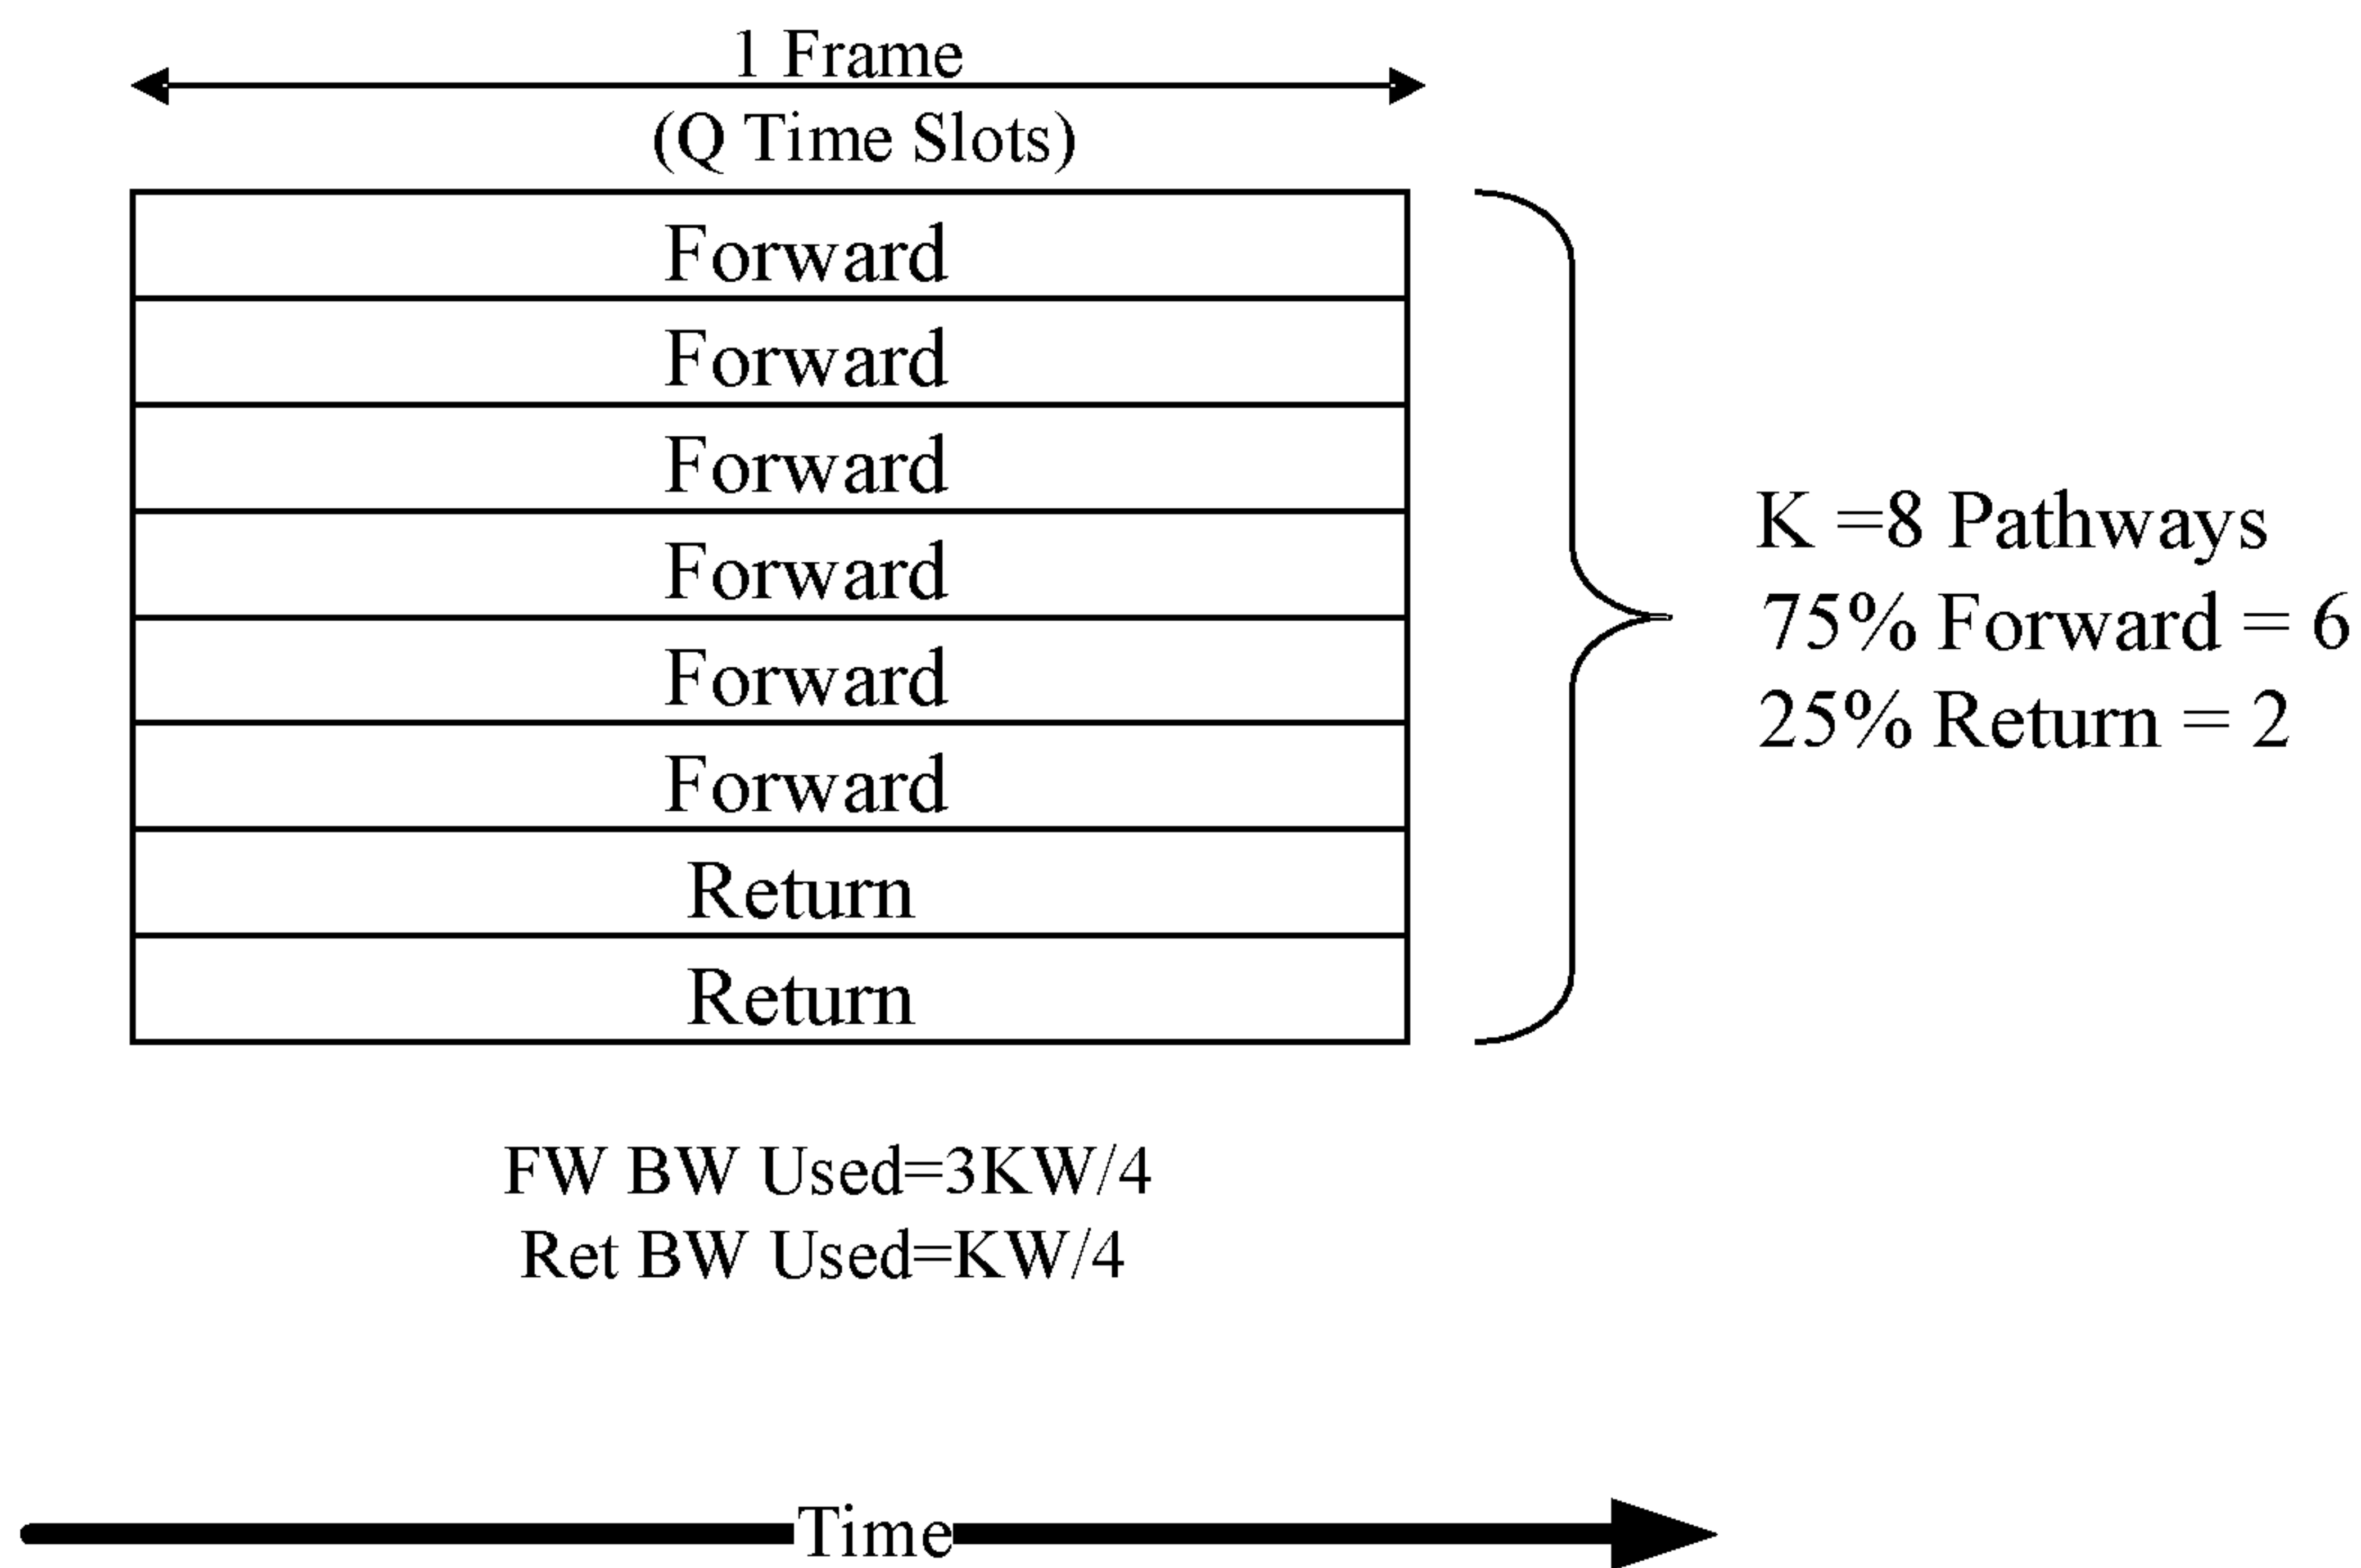 1 Frame
(Q Time Slots)
Forward
Forward
Forward
Forward
Forward
Forward
Return
Return
K =8 Pathways
75% Forward = 6
25% Return = 2
FW BW Used=3KW/4
Ret BW Used=KW/4
Time